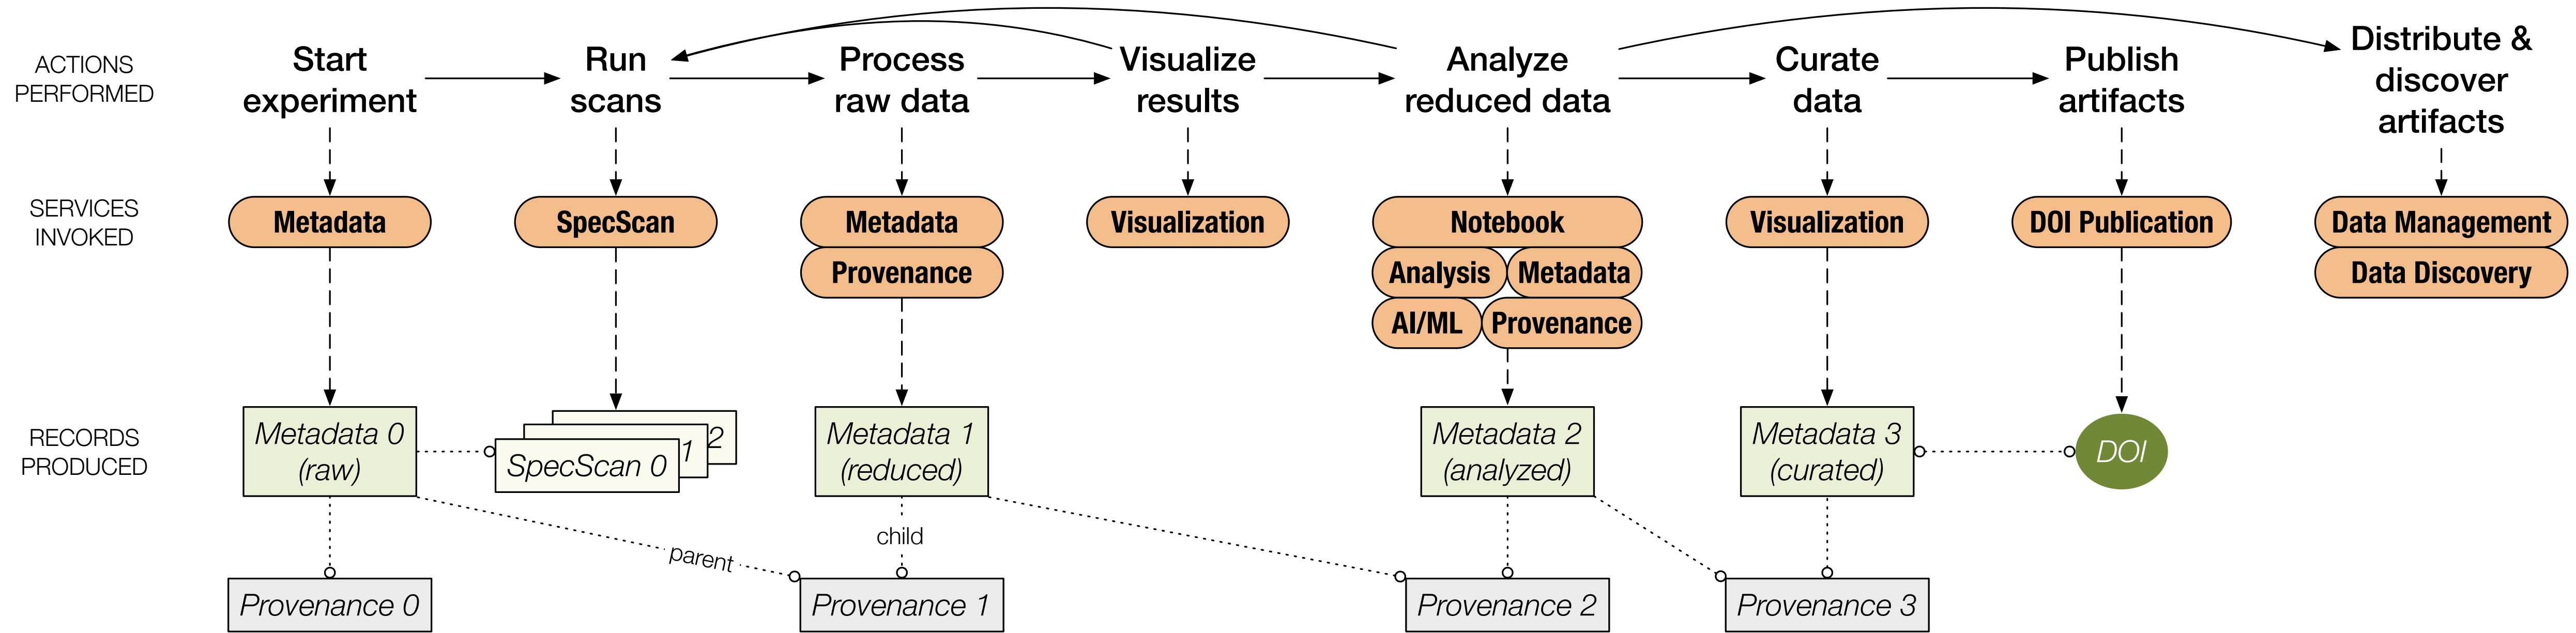 ACTIONS
PERFORMED
Start
experiment
Run
scans
Process
raw data
Visualize
results
Analyze
reduced data
Curate
data
Publish
artifacts
Distribute &
discover
artifacts
SERVICES
INVOKED
Metadata
SpecScan
Metadata
Provenance
Visualization
Notebook
Analysis
Metadata
AI/ML
Provenance
Visualization
DOI Publication
Data Management
Data Discovery
RECORDS
PRODUCED
Metadata 0
(raw)
2
1
SpecScan 0
Metadata 1
(reduced)
Metadata 2
(analyzed)
Metadata 3
(curated)
DOI
parent
child
Provenance 0
Provenance 1
Provenance 2
Provenance 3